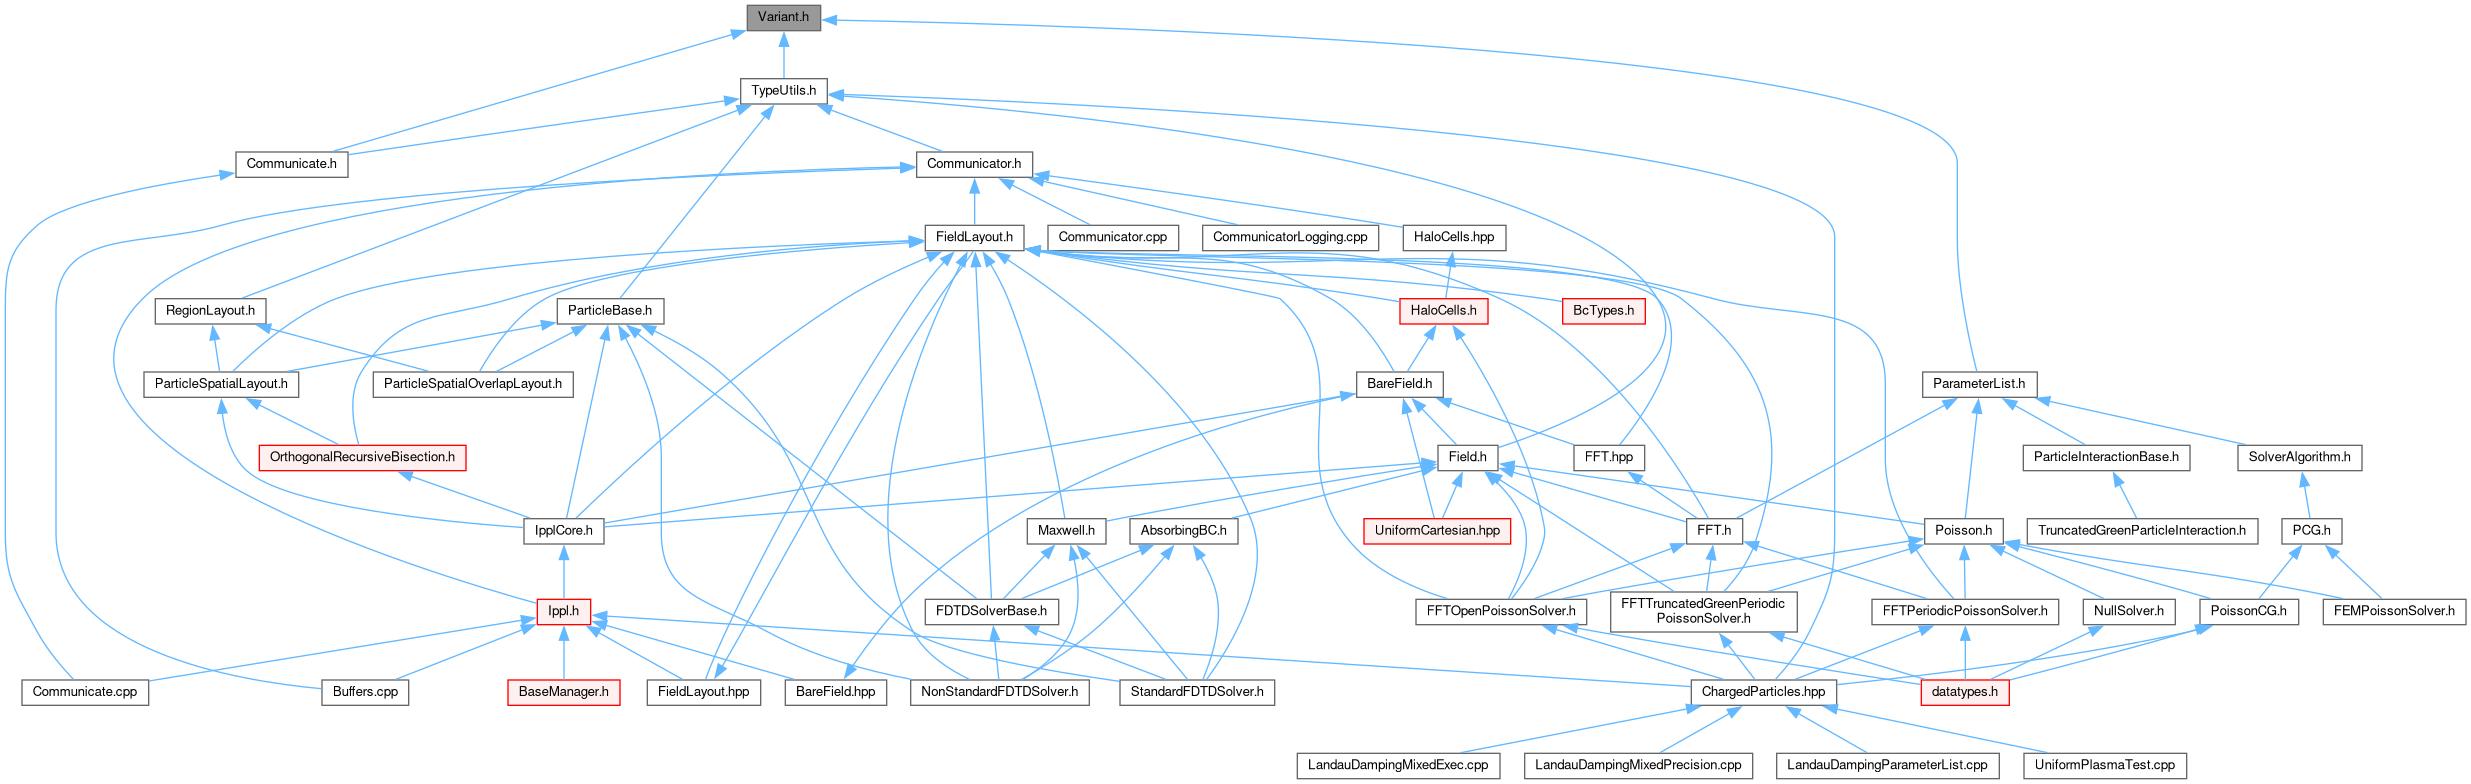 Variant.h
TypeUtils.h
Communicate.h
Communicator.h
FieldLayout.h
Communicator.cpp
CommunicatorLogging.cpp
HaloCells.hpp
RegionLayout.h
ParticleBase.h
HaloCells.h
BcTypes.h
ParticleSpatialLayout.h
ParticleSpatialOverlapLayout.h
BareField.h
ParameterList.h
OrthogonalRecursiveBisection.h
Field.h
FFT.hpp
ParticleInteractionBase.h
SolverAlgorithm.h
IpplCore.h
Maxwell.h
AbsorbingBC.h
UniformCartesian.hpp
FFT.h
Poisson.h
TruncatedGreenParticleInteraction.h
PCG.h
Ippl.h
FDTDSolverBase.h
FFTOpenPoissonSolver.h
FFTTruncatedGreenPeriodic
PoissonSolver.h
FFTPeriodicPoissonSolver.h
NullSolver.h
PoissonCG.h
FEMPoissonSolver.h
Communicate.cpp
Buffers.cpp
BaseManager.h
FieldLayout.hpp
BareField.hpp
NonStandardFDTDSolver.h
StandardFDTDSolver.h
ChargedParticles.hpp
datatypes.h
LandauDampingMixedExec.cpp
LandauDampingMixedPrecision.cpp
LandauDampingParameterList.cpp
UniformPlasmaTest.cpp